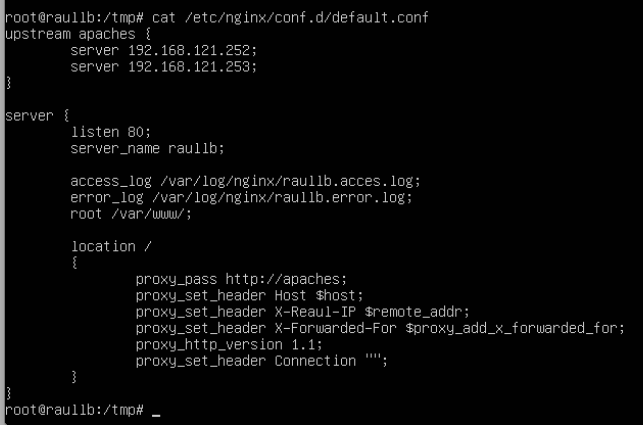 root@raullb:/tmp# cat /etc/nginx/conf.d/default.conf
upstream apaches {
        server 192.168.121.252;
        server 192.168.121.253;
}

server {
        listen 80;
        server_name raullb;

        access_log /var/log/nginx/raullb.acces.log;
        error_log /var/log/nginx/raullb.error.log;
        root /var/www/;

        location /
        {
                proxy_pass http://apaches;
                proxy_set_header Host $host;
                proxy_set_header X-Reaul-IP $remote_addr;
                proxy_set_header X-Forwarded-For $proxy_add_x_forwarded_for;
                proxy_http_version 1.1;
                proxy_set_header Connection "";
        }
}
root@raullb:/tmp# _